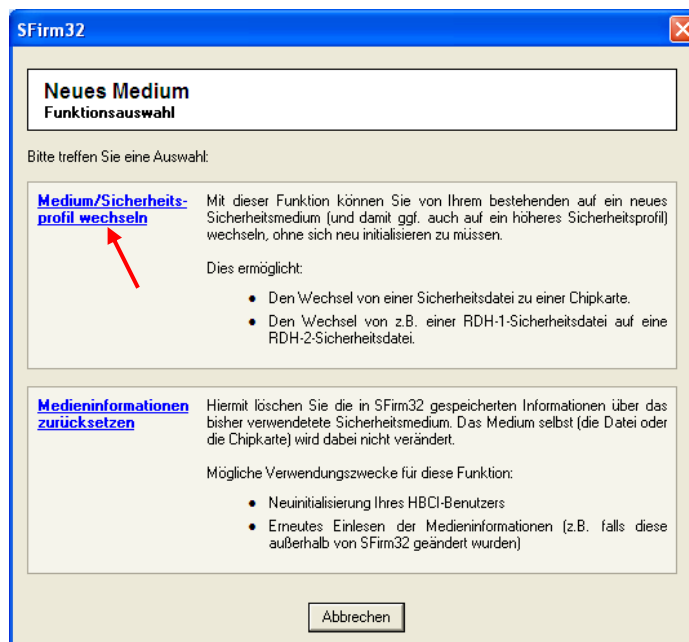 SFirm32
Neues Medium
Funktionsauswahl
Bitte treffen Sie eine Auswahl:
Medium/Sicherheits-
profil wechseln
Mit dieser Funktion können Sie von Ihrem bestehenden auf ein neues
Sicherheitsmedium (und damit ggf. auch auf ein höheres Sicherheitsprofil)
wechseln, ohne sich neu initialisieren zu müssen.
Dies ermöglicht:
• Den Wechsel von einer Sicherheitsdatei zu einer Chipkarte.
• Den Wechsel von z.B. einer RDH-1-Sicherheitsdatei auf eine
RDH-2-Sicherheitsdatei.
Medieninformationen
zurücksetzen
Hiermit löschen Sie die in SFirm32 gespeicherten Informationen über das
bisher verwendetete Sicherheitsmedium. Das Medium selbst (die Datei oder
die Chipkarte) wird dabei nicht verändert.
Mögliche Verwendungszwecke für diese Funktion:
• Neuinitialisierung Ihres HBCI-Benutzers
• Erneutes Einlesen der Medieninformationen (z.B. falls diese
außerhalb von SFirm32 geändert wurden)
Abbrechen